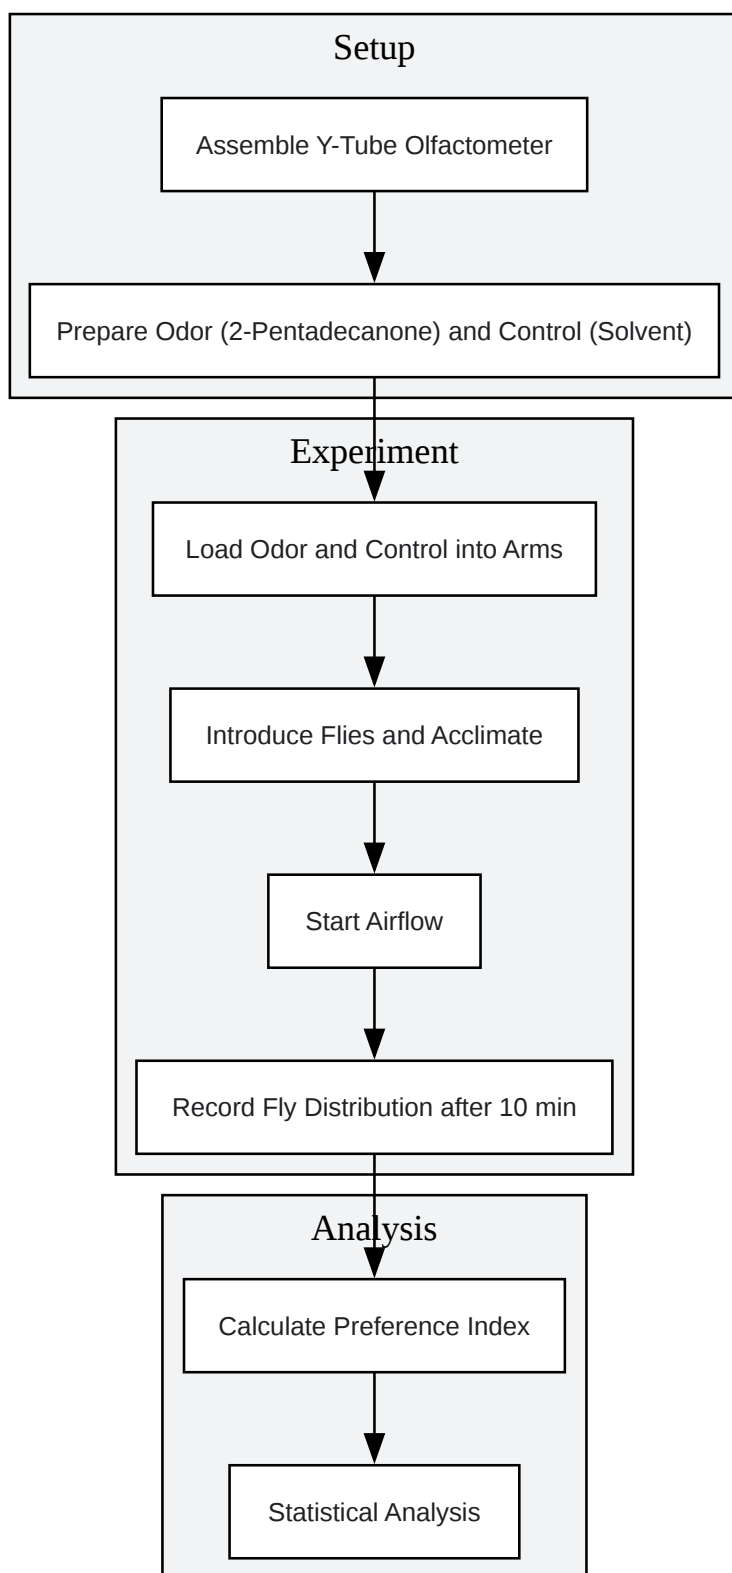 Setup
Assemble Y-Tube Olfactometer
Prepare Odor (2-Pentadecanone) and Control (Solvent)
Experiment
Load Odor and Control into Arms
Introduce Flies and Acclimate
Start Airflow
Record Fly Distribution after 10 min
Analysis
Calculate Preference Index
Statistical Analysis